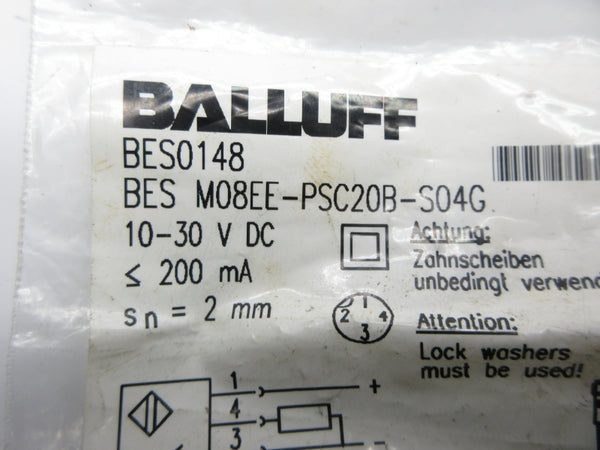 BALLUFF
BES0148
BES M08EE-PSC20B-S04G
10-30 V DC
≤ 200 mA
sn = 2 mm
Achtung:
Zahnscheiben
unbedingt verwend
1
2 4
3
Attention:
Lock washers
must be used!
1 +
4
3 -